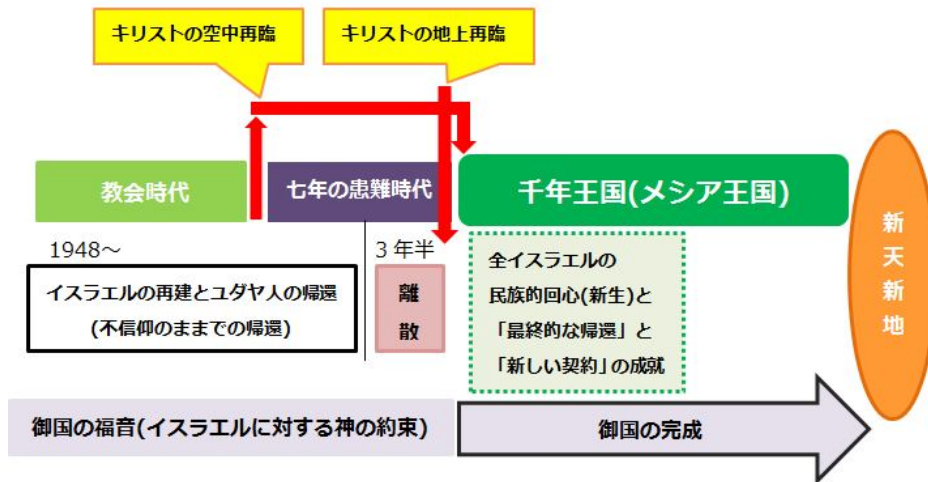 キリストの空中再臨
キリストの地上再臨
教会時代
七年の患難時代
千年王国(メシア王国)
新天新地
1948～
3年半
イスラエルの再建とユダヤ人の帰還
(不信仰のままでの帰還)
離散
全イスラエルの
民族的回心(新生)と
「最終的な帰還」と
「新しい契約」の成就
御国の福音(イスラエルに対する神の約束)
御国の完成